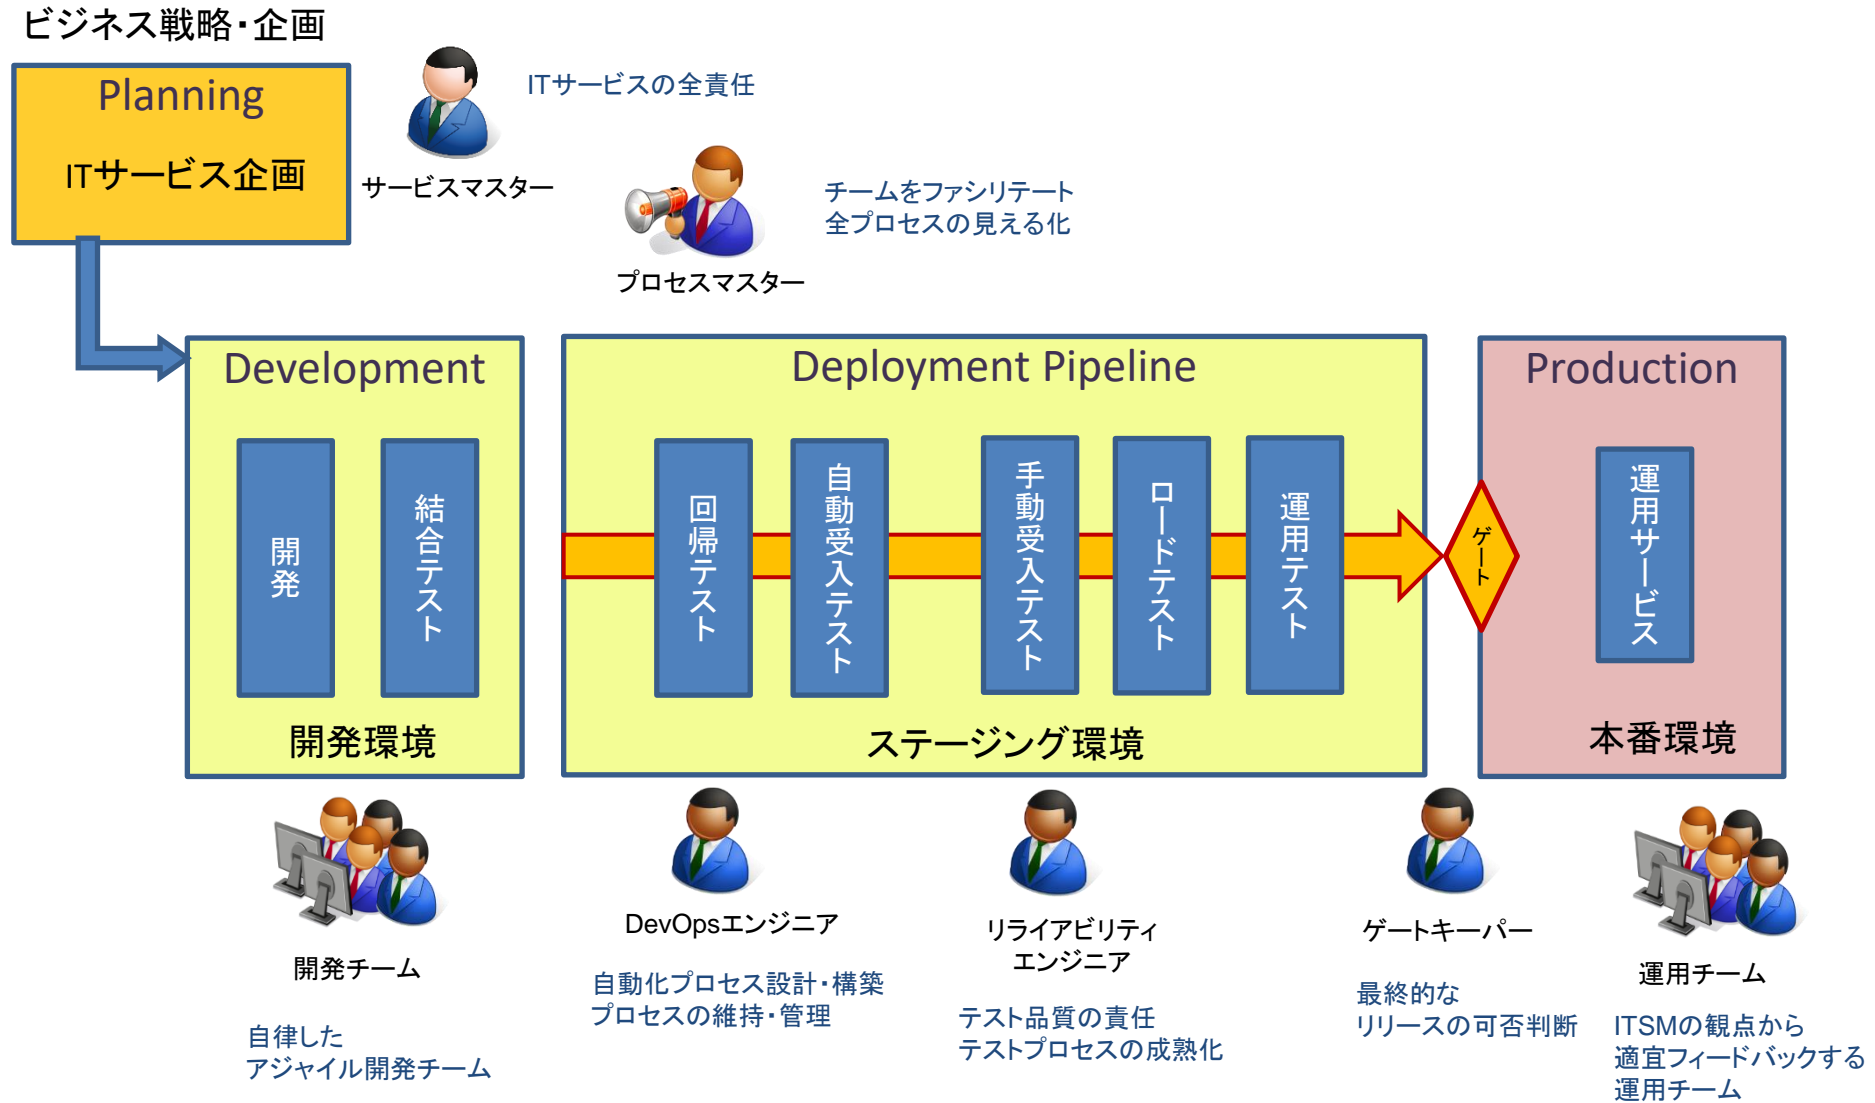 ビジネス戦略・企画
Planning
ITサービス企画
ITサービスの全責任
サービスマスター
チームをファシリテート
全プロセスの見える化
プロセスマスター
Development
開発
結合テスト
開発環境
Deployment Pipeline
回帰テスト
自動受入テスト
手動受入テスト
ロードテスト
運用テスト
ステージング環境
ゲート
Production
運用サービス
本番環境
開発チーム
自律した
アジャイル開発チーム
DevOpsエンジニア
自動化プロセス設計・構築
プロセスの維持・管理
リライアビリティ
エンジニア
テスト品質の責任
テストプロセスの成熟化
ゲートキーパー
最終的な
リリースの可否判断
運用チーム
ITSMの観点から
適宜フィードバックする
運用チーム